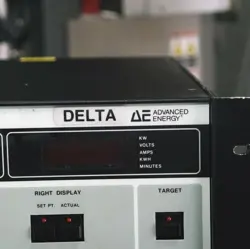 DELTA AE ADVANCED ENERGY
KW
VOLTS
AMPS
KWH
MINUTES
RIGHT DISPLAY
TARGET
SET PT. ACTUAL